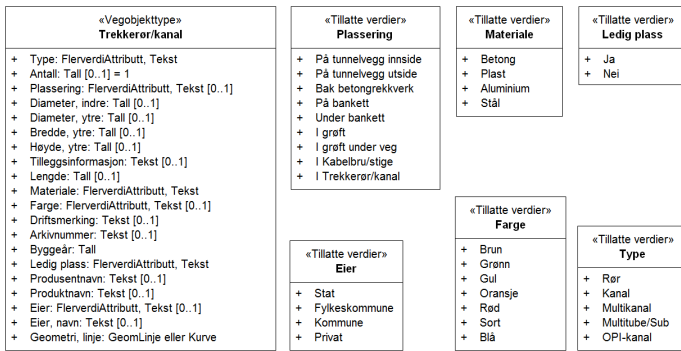 «Vegobjekttype»
Trekkerør/kanal
+ Type: FlerverdiAttributt, Tekst
+ Antall: Tall [0..1] = 1
+ Plassering: FlerverdiAttributt, Tekst [0..1]
+ Diameter, indre: Tall [0..1]
+ Diameter, ytre: Tall [0..1]
+ Bredde, ytre: Tall [0..1]
+ Høyde, ytre: Tall [0..1]
+ Tilleggsinformasjon: Tekst [0..1]
+ Lengde: Tall [0..1]
+ Materiale: FlerverdiAttributt, Tekst
+ Farge: FlerverdiAttributt, Tekst [0..1]
+ Driftsmerking: Tekst [0..1]
+ Arkivnummer: Tekst [0..1]
+ Byggeår: Tall
+ Ledig plass: FlerverdiAttributt, Tekst
+ Produsentnavn: Tekst [0..1]
+ Produktnavn: Tekst [0..1]
+ Eier: FlerverdiAttributt, Tekst [0..1]
+ Eier, navn: Tekst [0..1]
+ Geometri, linje: GeomLinje eller Kurve
«Tillatte verdier»
Plassering
+ På tunnelvegg innside
+ På tunnelvegg utside
+ Bak betongrekkverk
+ På bankett
+ Under bankett
+ I grøft
+ I grøft under veg
+ I Kabelbru/stige
+ I Trekkerør/kanal
«Tillatte verdier»
Materiale
+ Betong
+ Plast
+ Aluminium
+ Stål
«Tillatte verdier»
Ledig plass
+ Ja
+ Nei
«Tillatte verdier»
Eier
+ Stat
+ Fylkeskommune
+ Kommune
+ Privat
«Tillatte verdier»
Farge
+ Brun
+ Grønn
+ Gul
+ Oransje
+ Rød
+ Sort
+ Blå
«Tillatte verdier»
Type
+ Rør
+ Kanal
+ Multikanal
+ Multitube/Sub
+ OPI-kanal